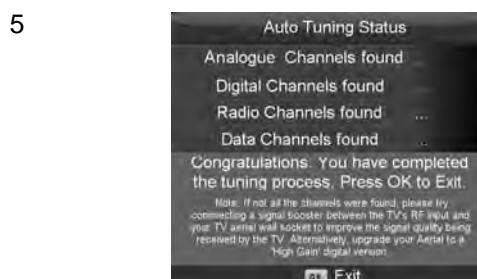 5
Auto Tuning Status
Analogue Channels found
Digital Channels found
Radio Channels found ...
Data Channels found ..
Congratulations. You have completed
the tuning process. Press OK to Exit.
Note: If not all the channels were found, please try
connecting a signal booster between the TV's RF input and
your TV aerial wall socket to improve the signal quality being
received by the TV. Alternatively, upgrade your Aerial to a
'High Gain' digital version.
OK Exit